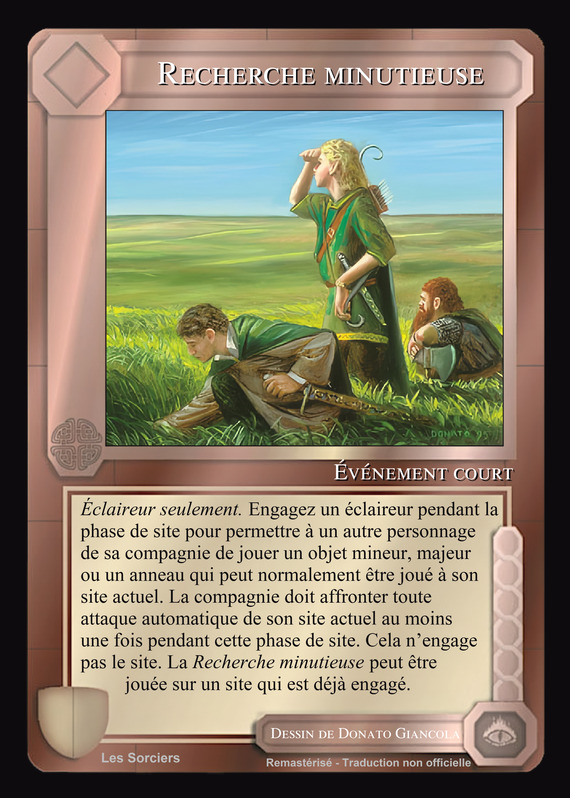 Recherche minutieuse
DONATO 95
Événement court
Éclaireur seulement. Engagez un éclaireur pendant la
phase de site pour permettre à un autre personnage
de sa compagnie de jouer un objet mineur, majeur
ou un anneau qui peut normalement être joué à son
site actuel. La compagnie doit affronter toute
attaque automatique de son site actuel au moins
une fois pendant cette phase de site. Cela n’engage
pas le site. La Recherche minutieuse peut être
jouée sur un site qui est déjà engagé.
Dessin de Donato Giancola
Les Sorciers
Remastérisé - Traduction non officielle